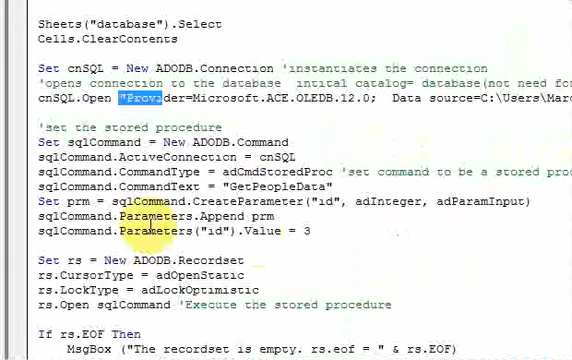 Sheets("database").Select
Cells.ClearContents
Set cnSQL = New ADODB.Connection 'instantiates the connection
'opens connection to the database intital catalog= database(not need for
cnSQL.Open "Provider=Microsoft.ACE.OLEDB.12.0; Data source=C:\Users\Marc
'set the stored procedure
Set sqlCommand = New ADODB.Command
sqlCommand.ActiveConnection = cnSQL
sqlCommand.CommandType = adCmdStoredProc 'set command to be a stored proc
sqlCommand.CommandText = "GetPeopleData"
Set prm = sqlCommand.CreateParameter("id", adInteger, adParamInput)
sqlCommand.Parameters.Append prm
sqlCommand.Parameters("id").Value = 3
Set rs = New ADODB.Recordset
rs.CursorType = adOpenStatic
rs.LockType = adLockOptimistic
rs.Open sqlCommand 'Execute the stored procedure
If rs.EOF Then
MsgBox ("The recordset is empty. rs.eof = " & rs.EOF)